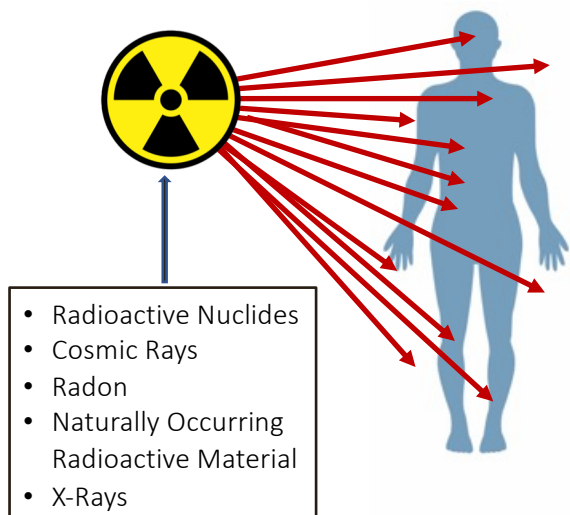 • Radioactive Nuclides
• Cosmic Rays
• Radon
• Naturally Occurring
Radioactive Material
• X-Rays